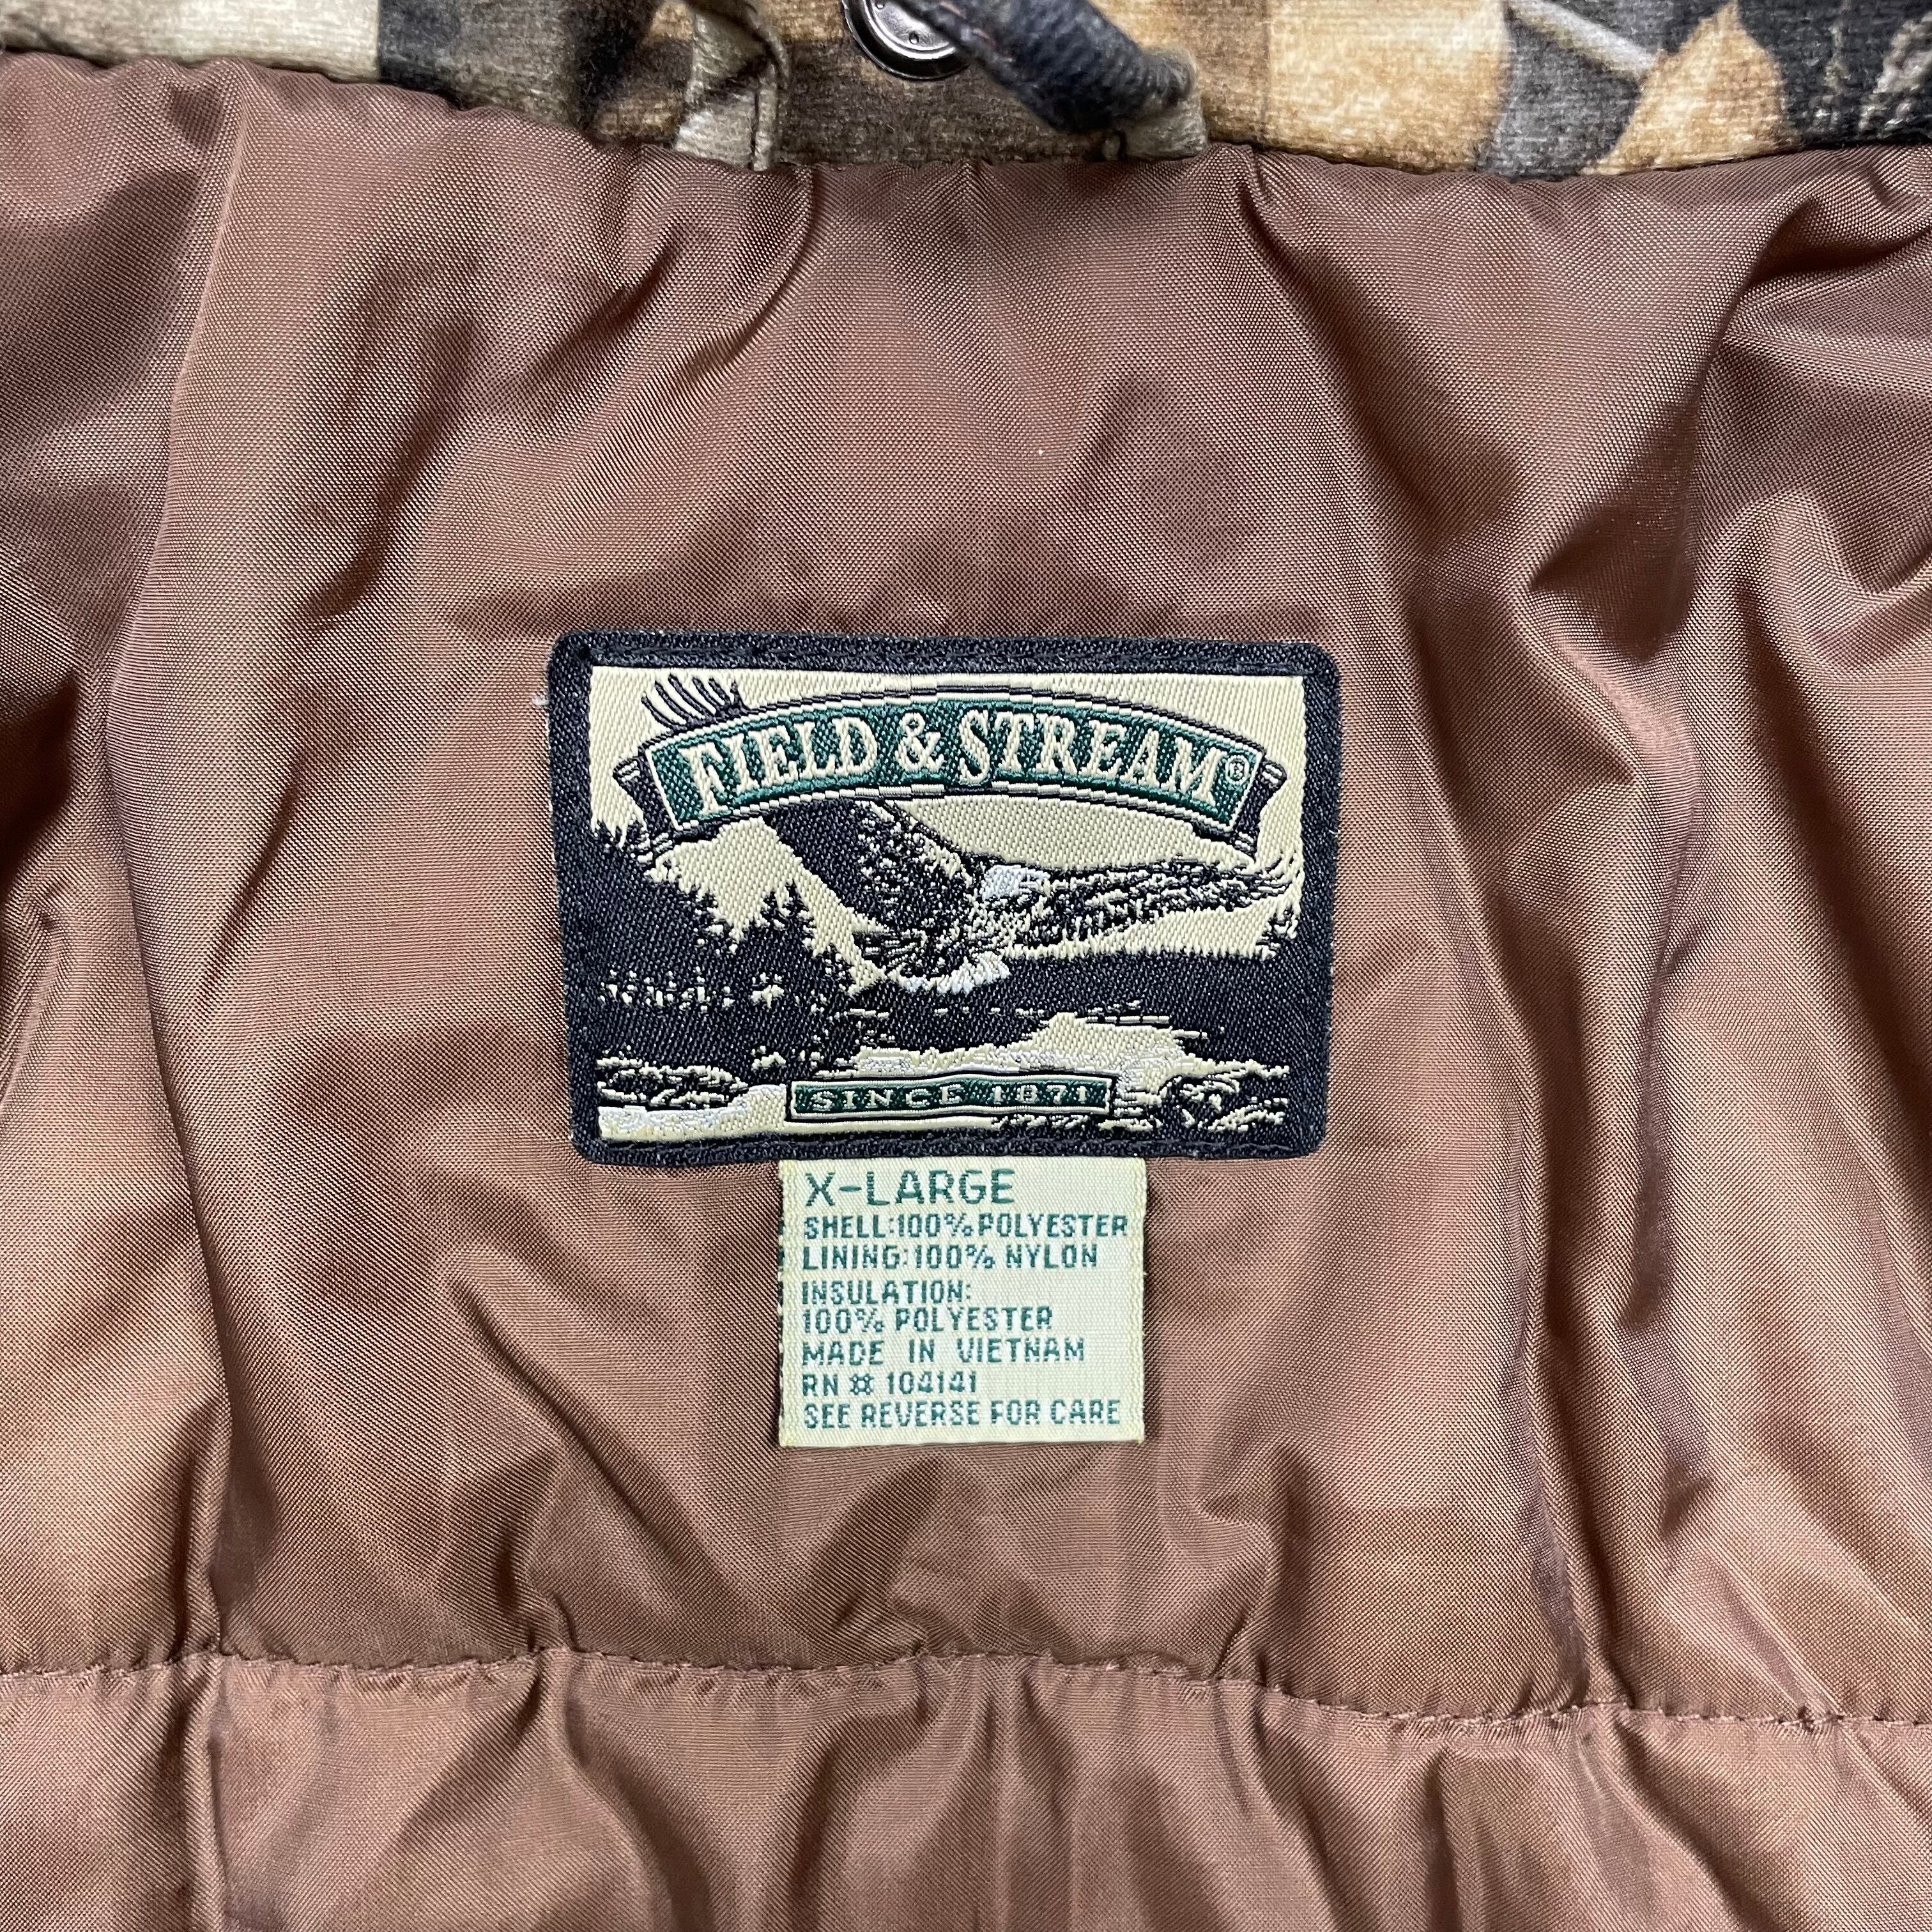 FIELD & STREAM®
SINCE 1871
X-LARGE
SHELL:100% POLYESTER
LINING:100% NYLON
INSULATION:
100% POLYESTER
MADE IN VIETNAM
RN # 104141
SEE REVERSE FOR CARE